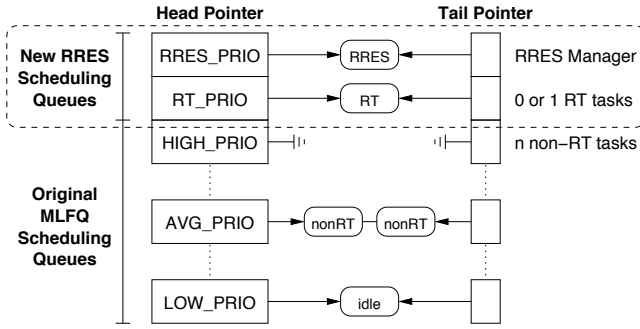 Head Pointer Tail Pointer
New RRES
Scheduling
Queues
RRES_PRIO RRES RRES Manager
RT_PRIO RT 0 or 1 RT tasks
HIGH_PRIO n non−RT tasks
Original
MLFQ
Scheduling
Queues
AVG_PRIO nonRT nonRT
LOW_PRIO idle